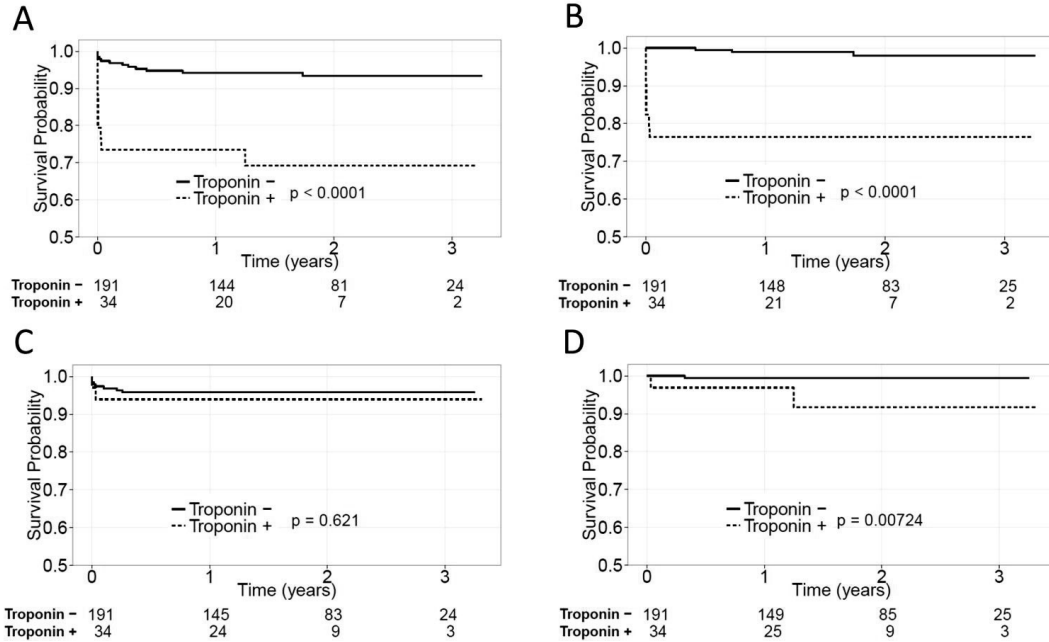 A
Survival Probability
1.0
0.9
0.8
0.7
0.6
0.5
Troponin −
Troponin +
p < 0.0001
0 1 2 3
Time (years)
Troponin − 191 144 81 24
Troponin + 34 20 7 2
B
Survival Probability
1.0
0.9
0.8
0.7
0.6
0.5
Troponin −
Troponin +
p < 0.0001
0 1 2 3
Time (years)
Troponin − 191 148 83 25
Troponin + 34 21 7 2
C
Survival Probability
1.0
0.9
0.8
0.7
0.6
0.5
Troponin −
Troponin +
p = 0.621
0 1 2 3
Time (years)
Troponin − 191 145 83 24
Troponin + 34 24 9 3
D
Survival Probability
1.0
0.9
0.8
0.7
0.6
0.5
Troponin −
Troponin +
p = 0.00724
0 1 2 3
Time (years)
Troponin − 191 149 85 25
Troponin + 34 25 9 3